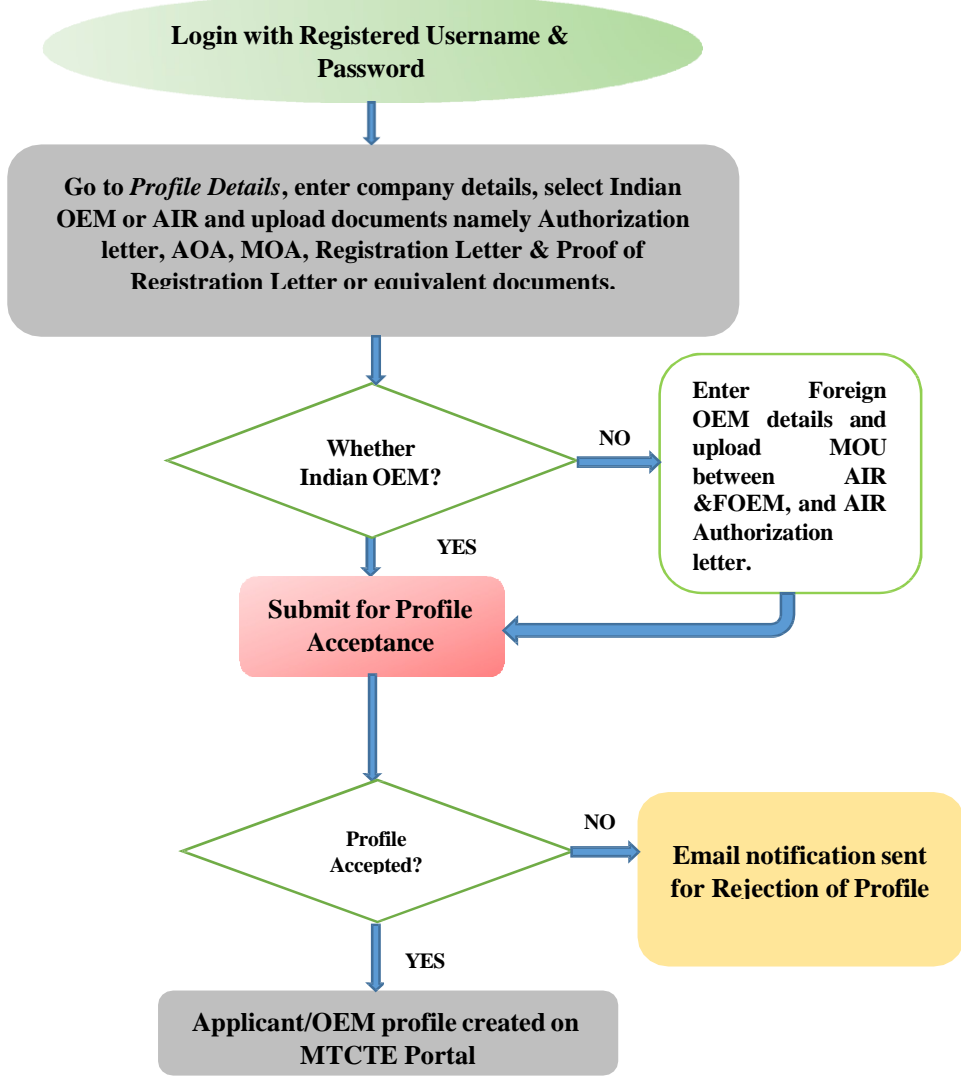 Login with Registered Username &
Password
Go to Profile Details, enter company details, select Indian
OEM or AIR and upload documents namely Authorization
letter, AOA, MOA, Registration Letter & Proof of
Registration Letter or equivalent documents.
Whether
Indian OEM?
NO
Enter Foreign
OEM details and
upload MOU
between AIR
&FOEM, and AIR
Authorization
letter.
YES
Submit for Profile
Acceptance
Profile
Accepted?
NO
Email notification sent
for Rejection of Profile
YES
Applicant/OEM profile created on
MTCTE Portal